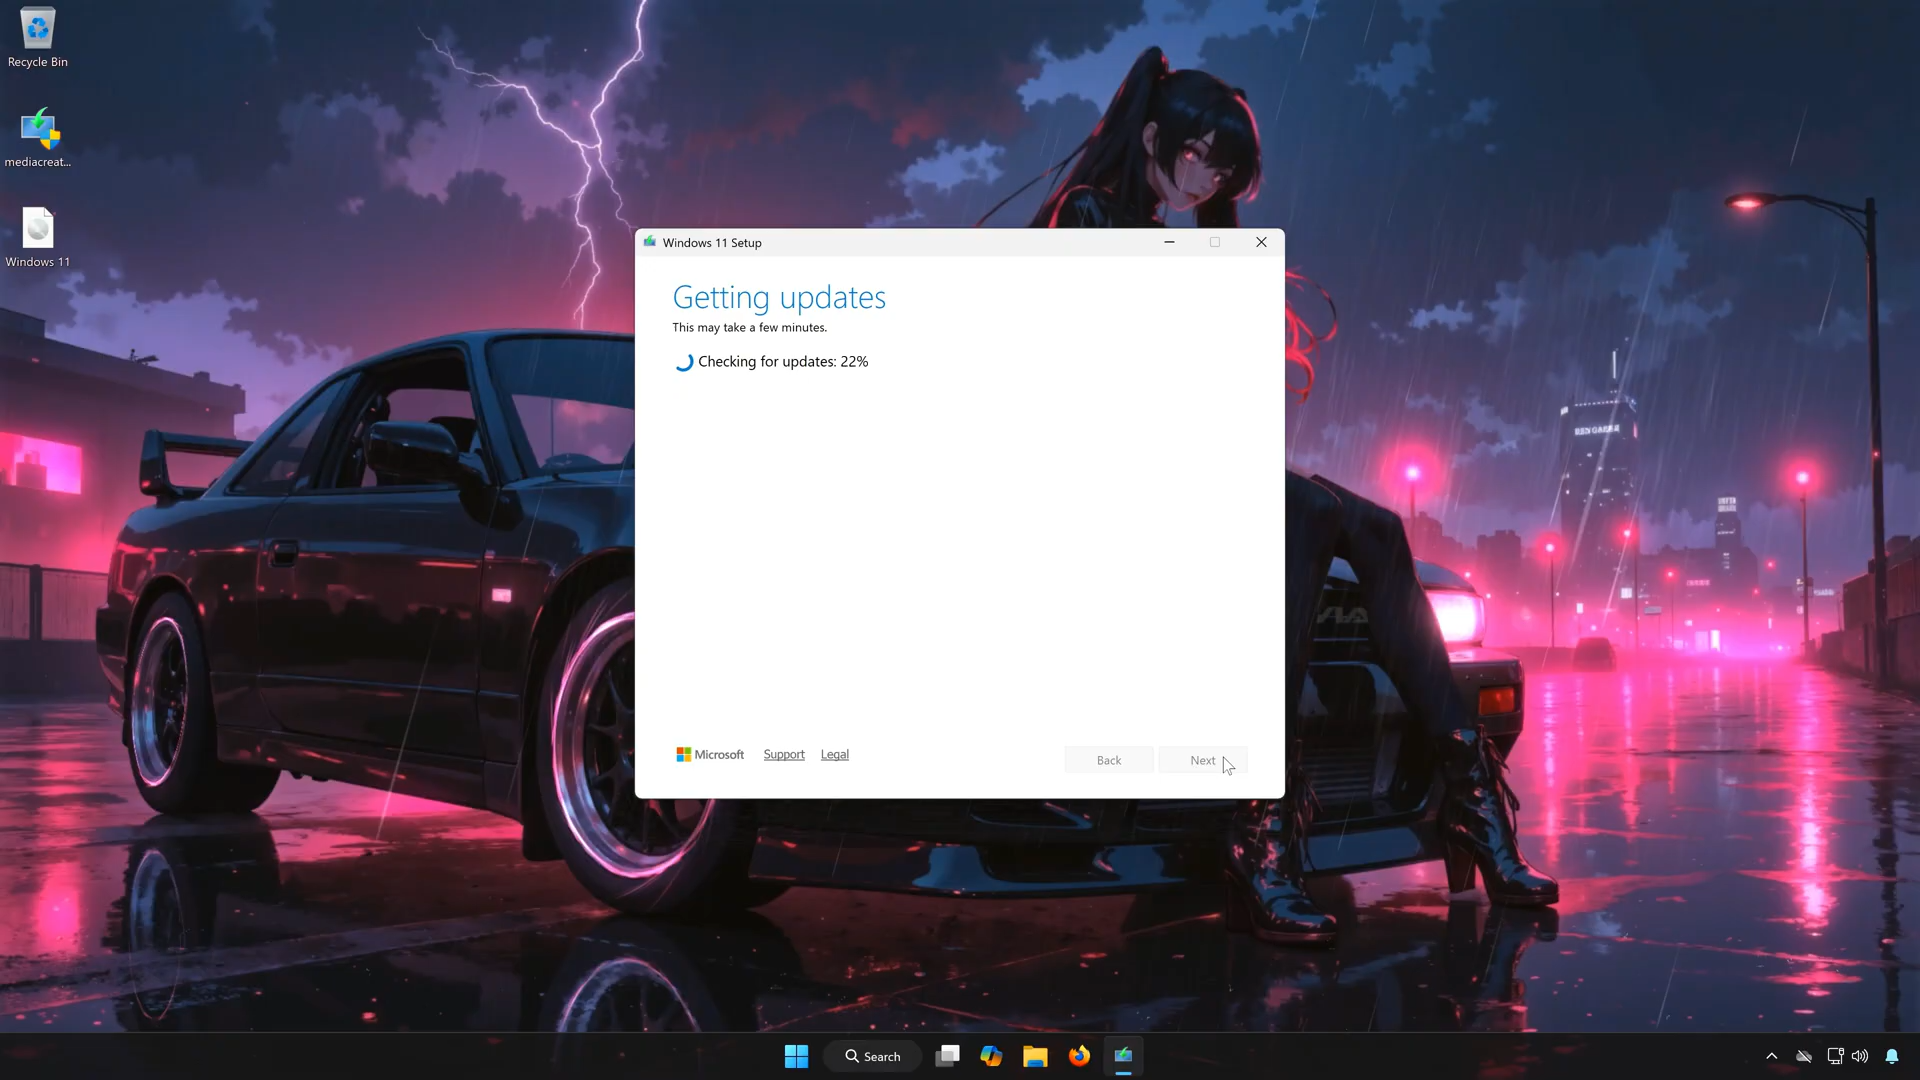 Recycle Bin
mediacreat...
Windows 11
Windows 11 Setup
Getting updates
This may take a few minutes.
Checking for updates: 22%
Microsoft
Support
Legal
Back
Next
Search